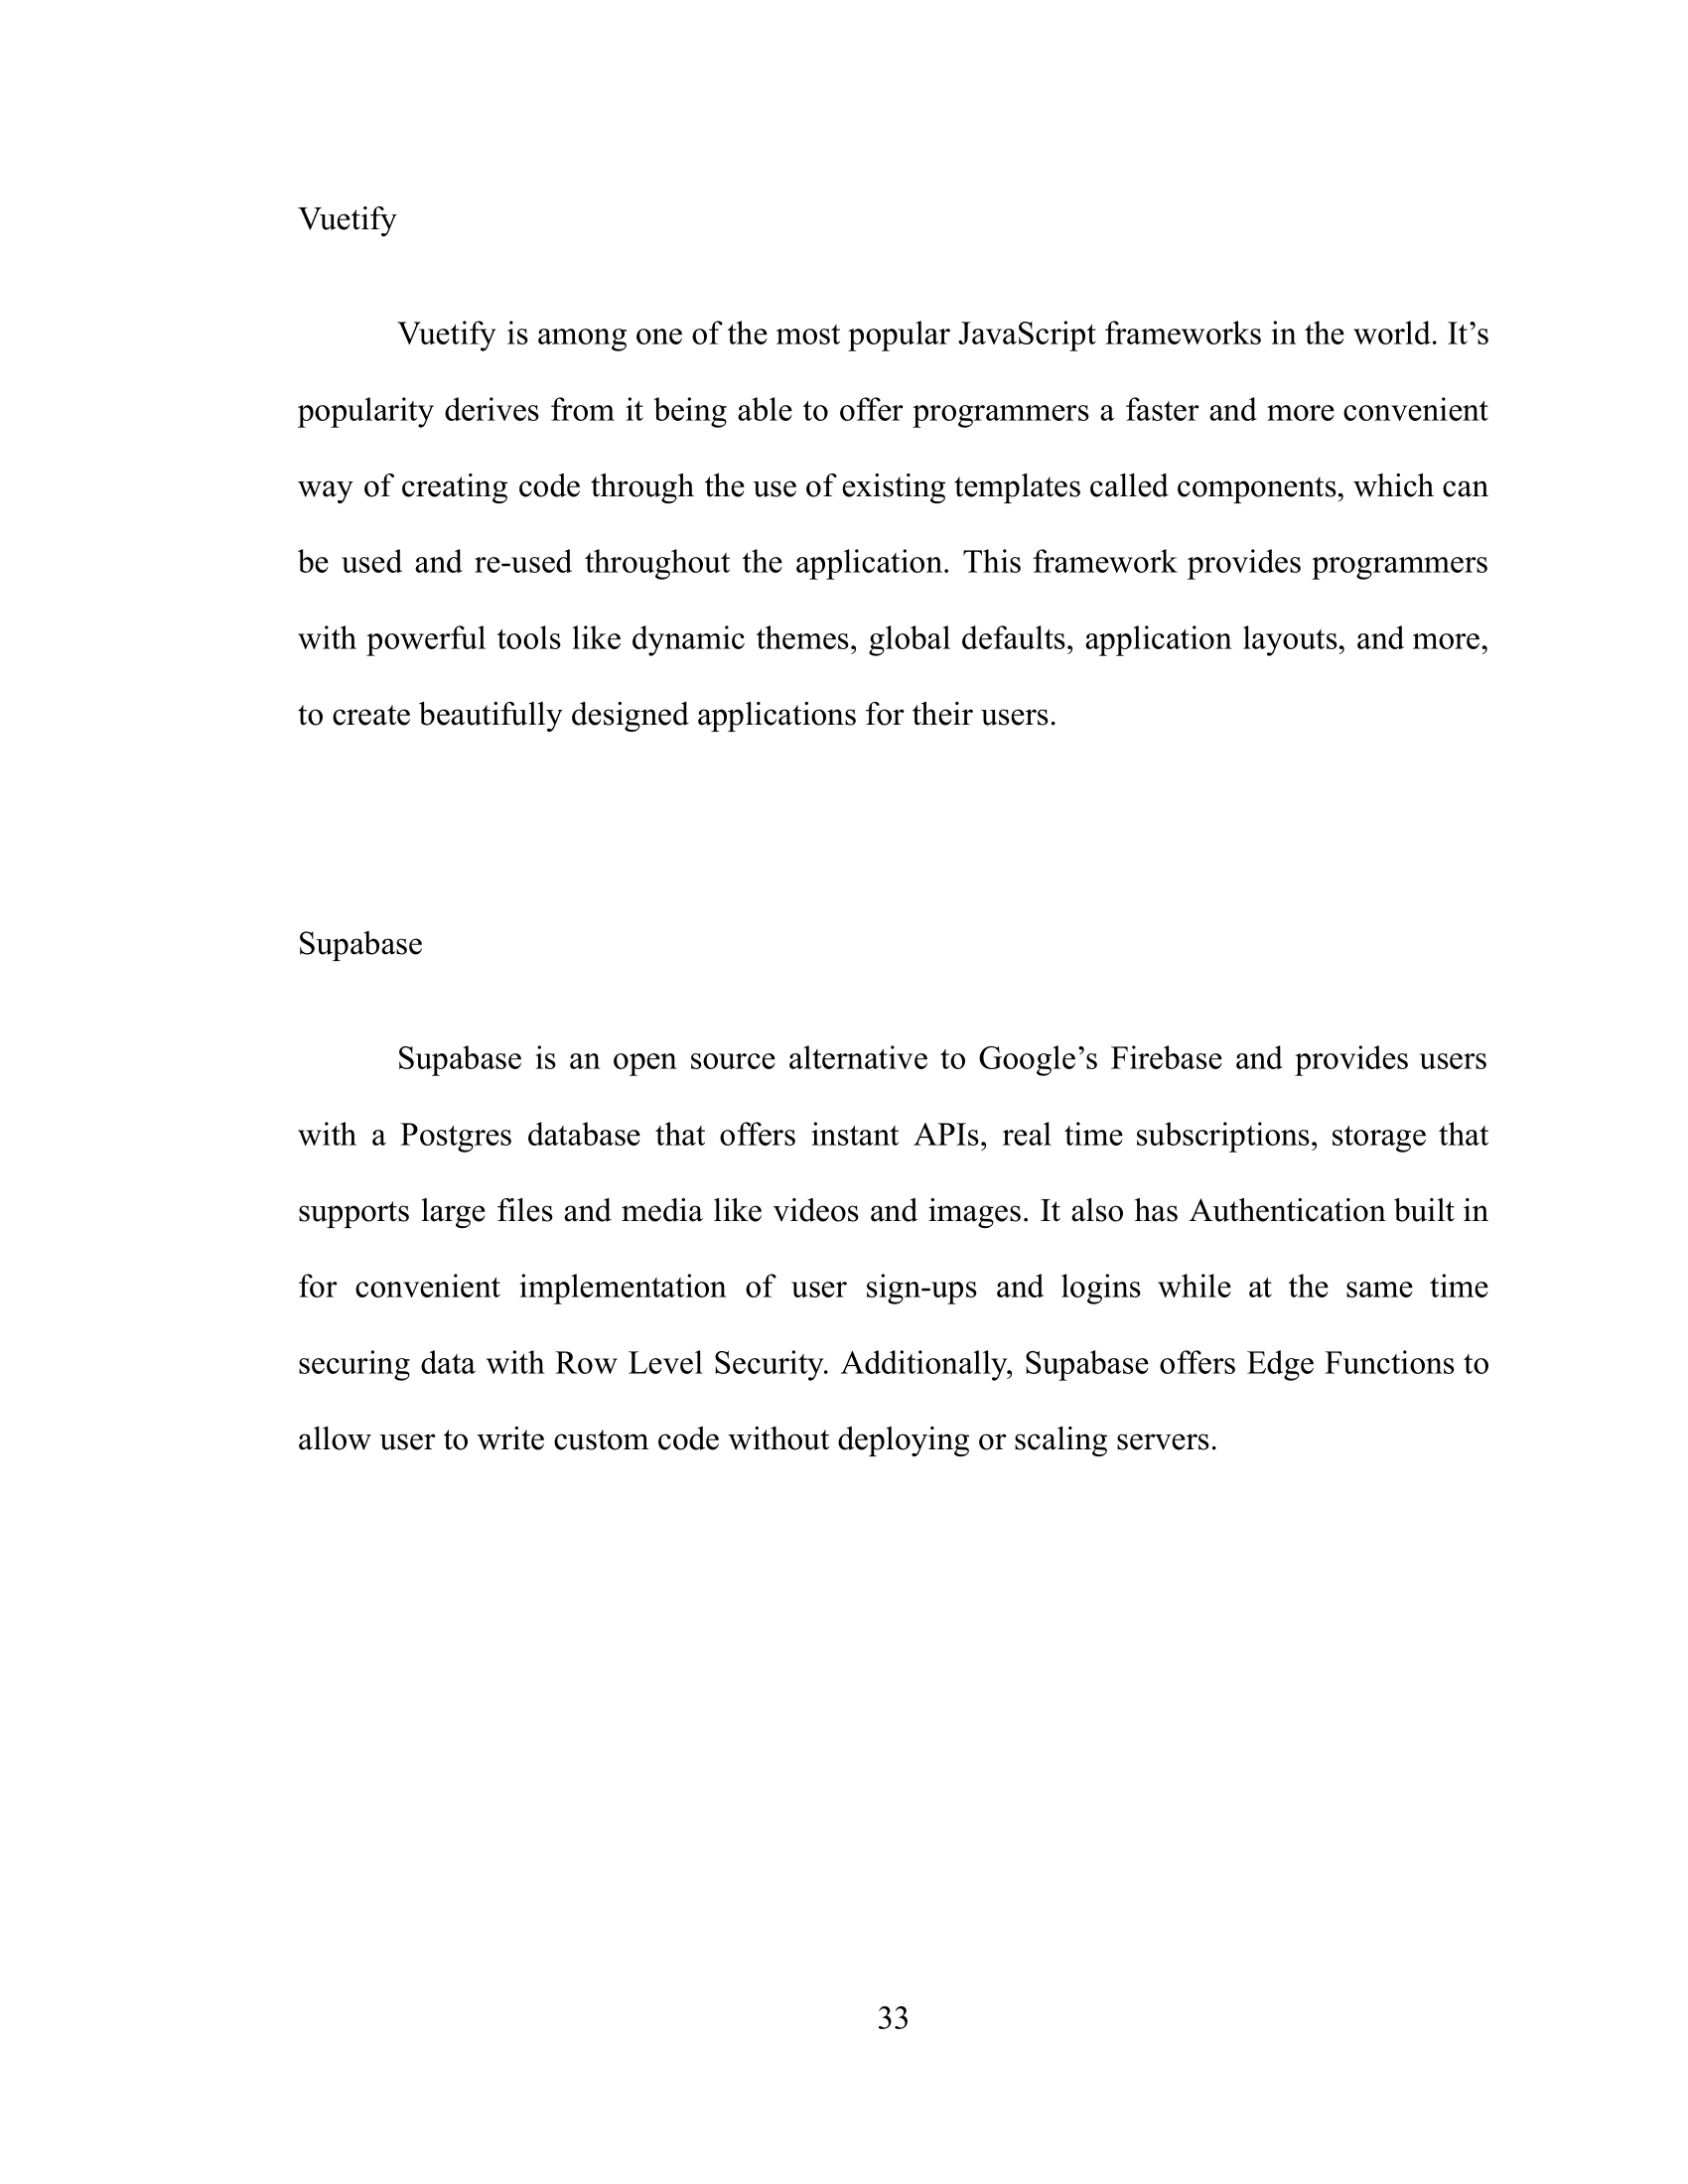 Vuetify
Vuetify is among one of the most popular JavaScript frameworks in the world. It’s
popularity derives from it being able to offer programmers a faster and more convenient
way of creating code through the use of existing templates called components, which can
be used and re-used throughout the application. This framework provides programmers
with powerful tools like dynamic themes, global defaults, application layouts, and more,
to create beautifully designed applications for their users.
Supabase
Supabase is an open source alternative to Google’s Firebase and provides users
with a Postgres database that offers instant APIs, real time subscriptions, storage that
supports large files and media like videos and images. It also has Authentication built in
for convenient implementation of user sign-ups and logins while at the same time
securing data with Row Level Security. Additionally, Supabase offers Edge Functions to
allow user to write custom code without deploying or scaling servers.
33